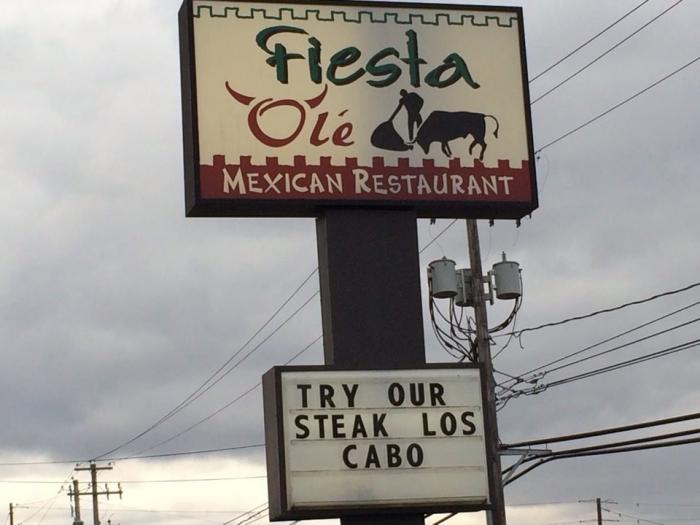 Fiesta
Olé
MEXICAN RESTAURANT
TRY OUR
STEAK LOS
CABO